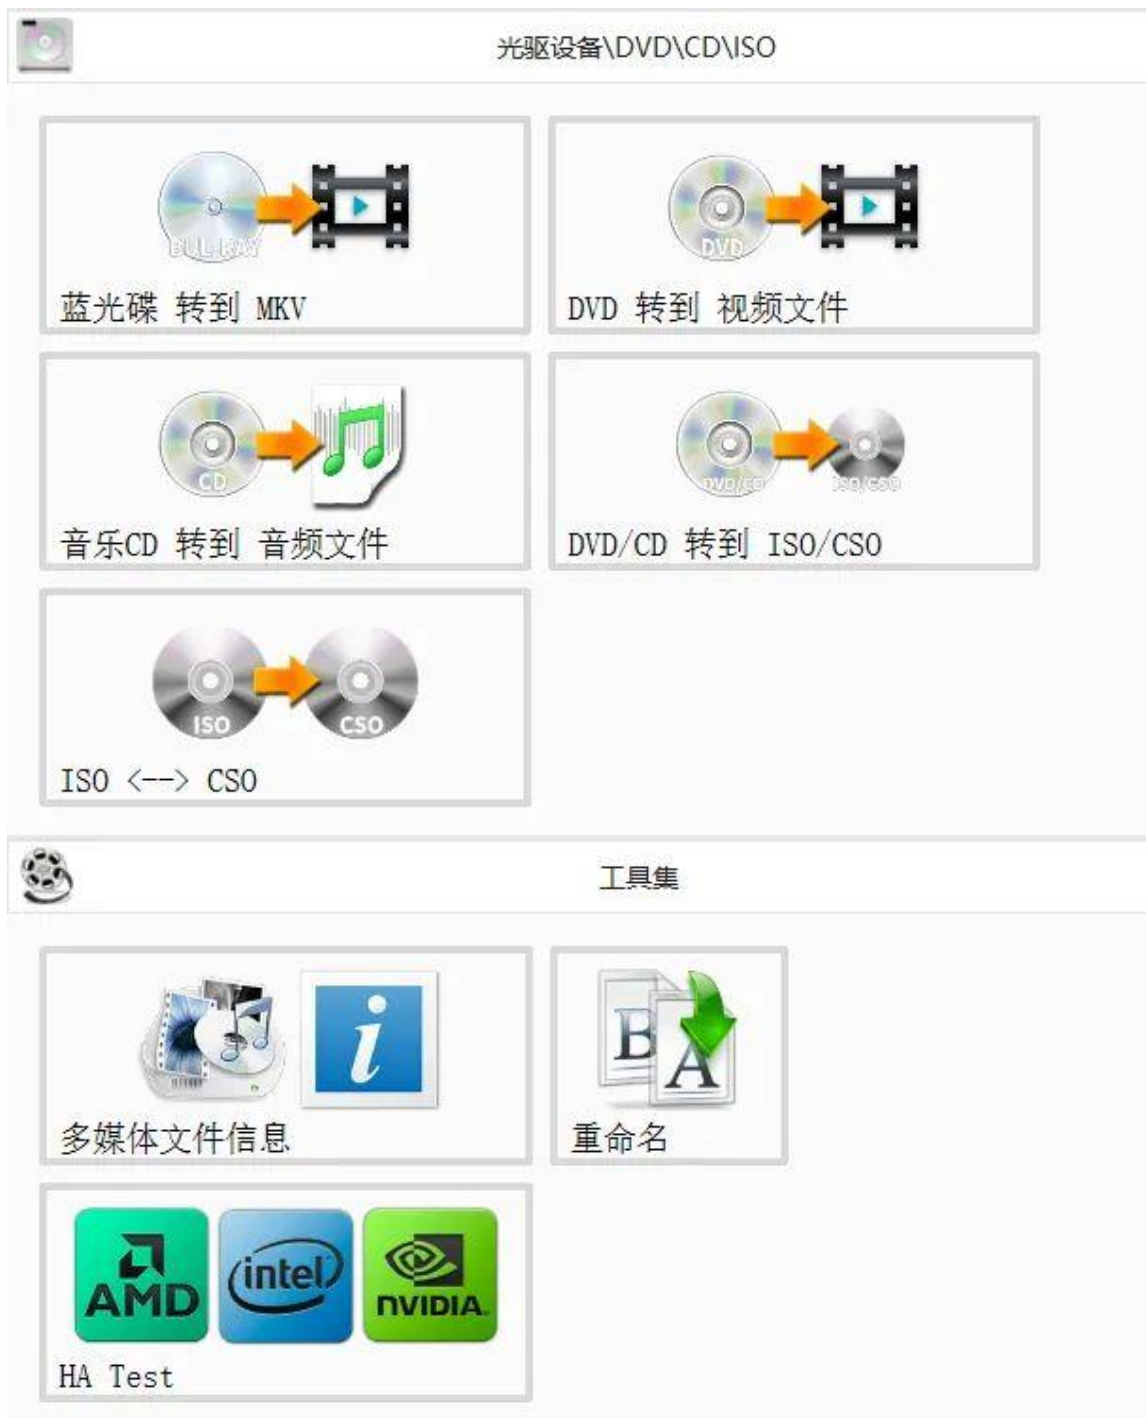 光驱设备\DVD\CD\ISO
BUL-RAY
蓝光碟 转到 MKV
DVD
DVD 转到 视频文件
CD
音乐CD 转到 音频文件
DVD/CD
ISO/CSO
DVD/CD 转到 ISO/CSO
ISO
CSO
ISO <--> CSO
工具集
i
多媒体文件信息
B
A
重命名
AMD
intel
NVIDIA
HA Test